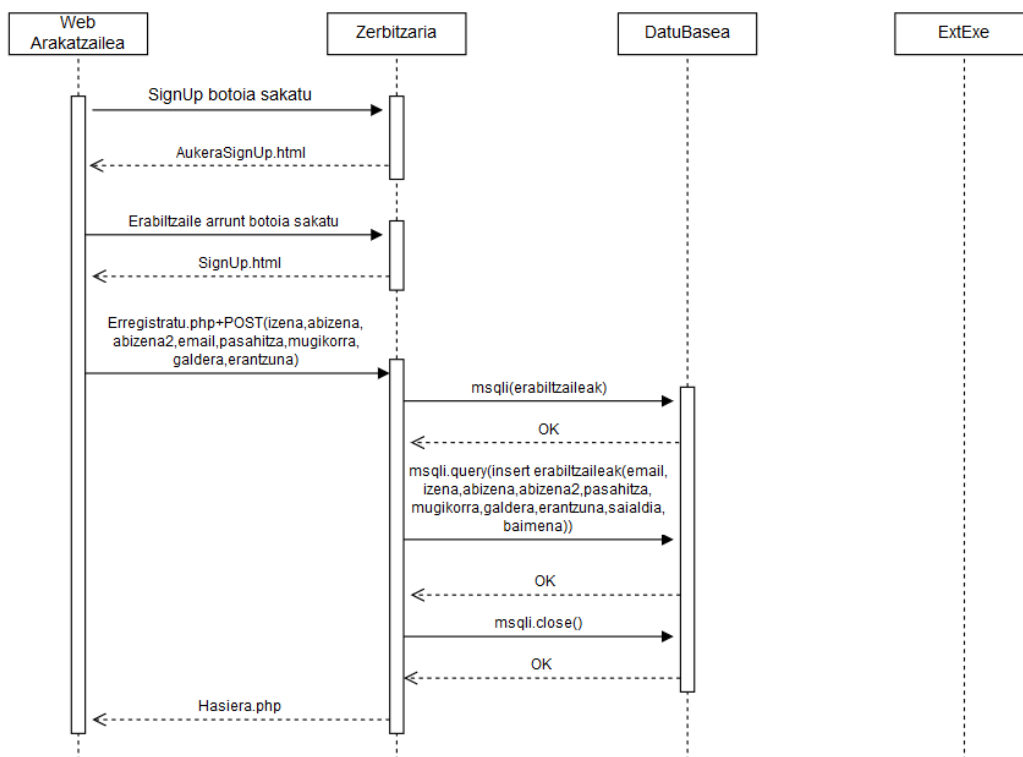 Web
Arakatzailea
Zerbitzaria
DatuBasea
ExtExe
SignUp botoia sakatu
AukeraSignUp.html
Erabiltzaile arrunt botoia sakatu
SignUp.html
Erregistratu.php+POST(izena,abizena,
abizena2,email,pasahitza,mugikorra,
galdera,erantzuna)
msqli(erabiltzaileak)
OK
msqli.query(insert erabiltzaileak(email,
izena,abizena,abizena2,pasahitza,
mugikorra,galdera,erantzuna,saialdia,
baimena))
OK
msqli.close()
OK
Hasiera.php